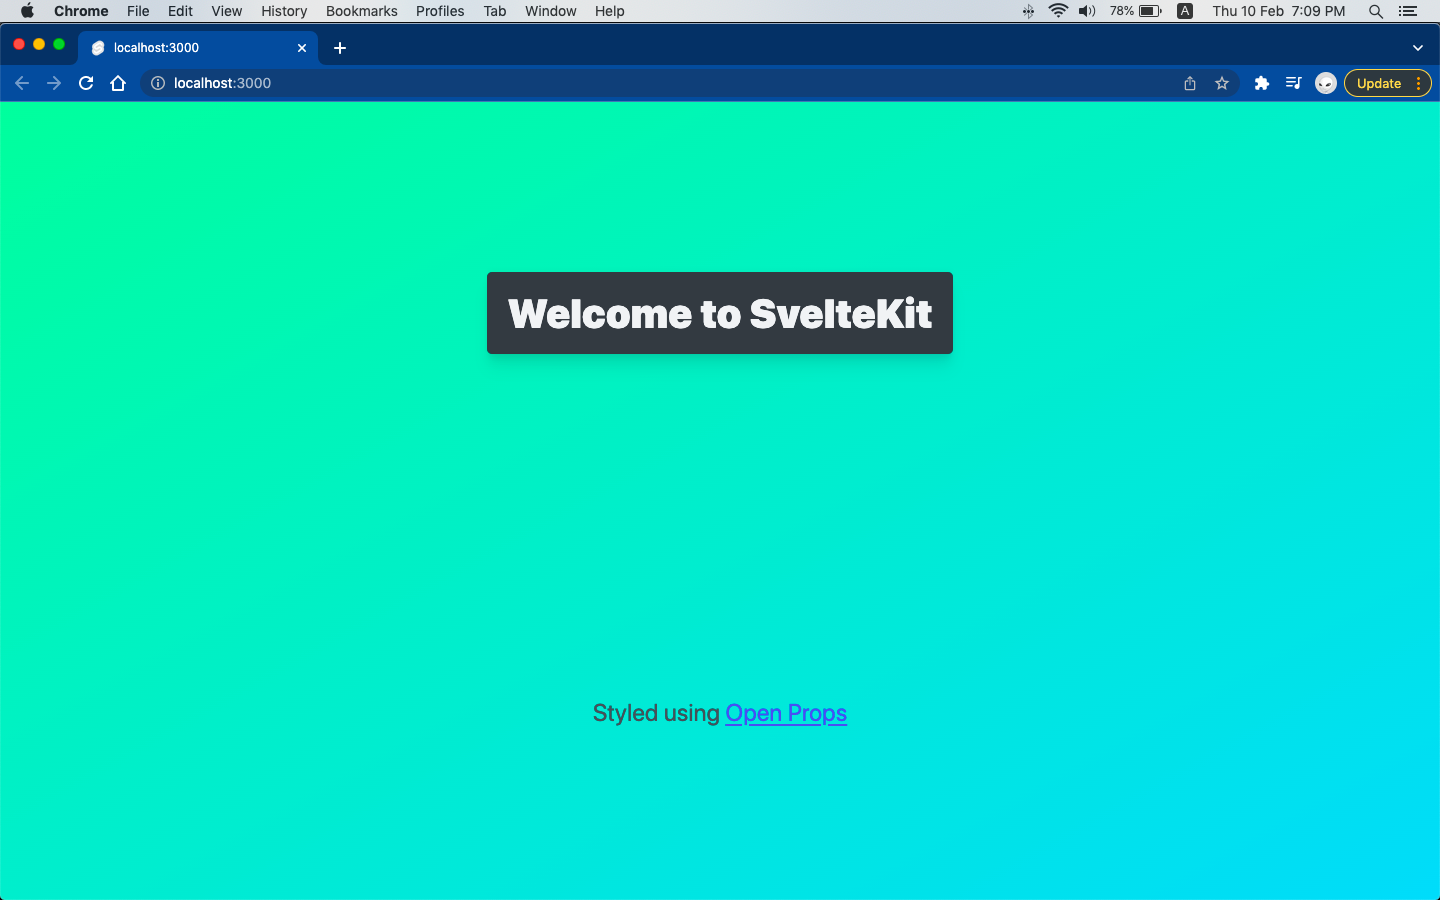 Chrome File Edit View History Bookmarks Profiles Tab Window Help 78% A Thu 10 Feb 7:09 PM
localhost:3000
localhost:3000 Update
Welcome to SvelteKit
Styled using Open Props